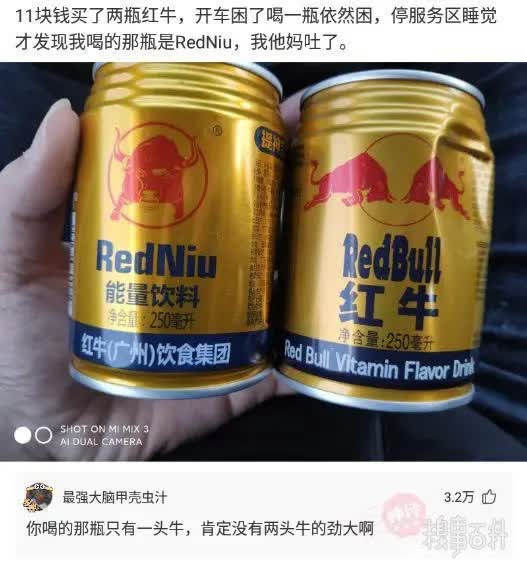 11块钱买了两瓶红牛，开车困了喝一瓶依然困，停服务区睡觉
才发现我喝的那瓶是RedNiu，我他妈吐了。
®
RedNiu
能量饮料
净含量: 250毫升
红牛(广州)饮食集团
RedBull
红牛
净含量: 250毫升
Red Bull Vitamin Flavor Drink
SHOT ON MI MIX 3
AI DUAL CAMERA
最强大脑甲壳虫汁
3.2万
你喝的那瓶只有一头牛，肯定没有两头牛的劲大啊
神评
糗事百科